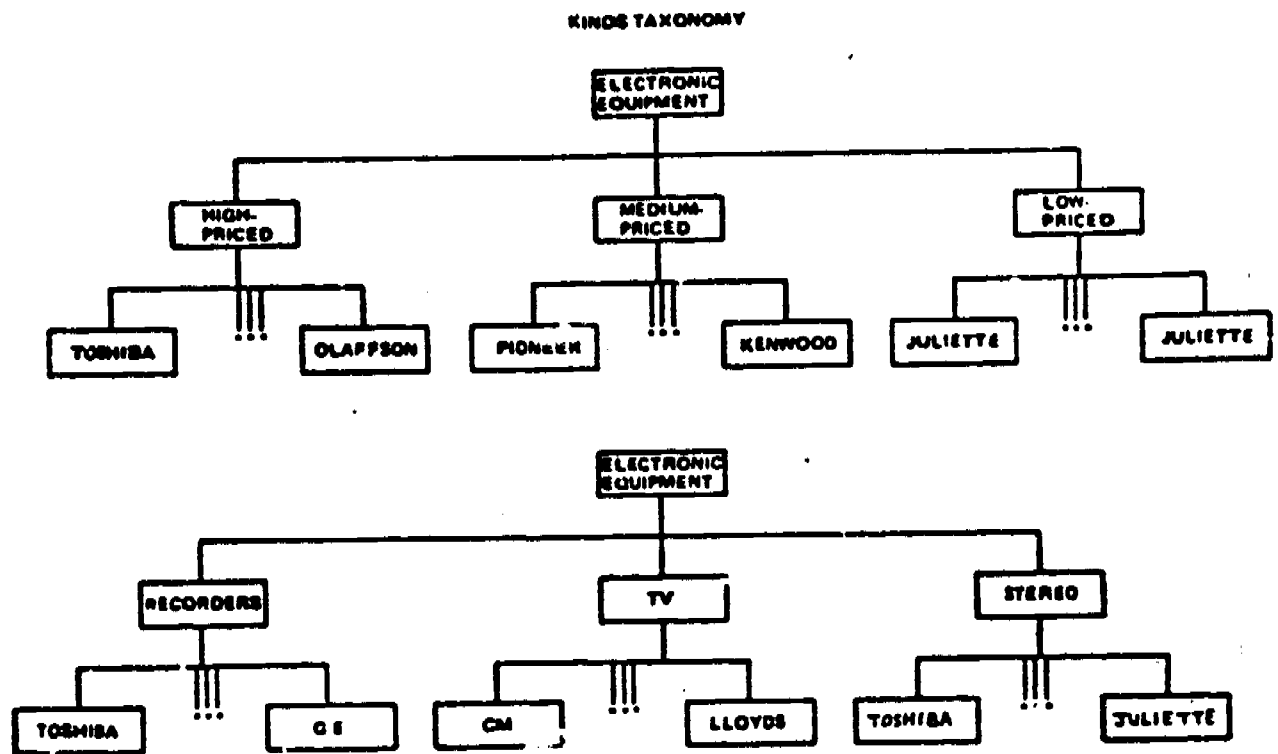 KINDS TAXONOMY
ELECTRONIC
EQUIPMENT
HIGH-
PRICED
MEDIUM-
PRICED
LOW-
PRICED
TOSHIBA
OLAFFSON
PIONEER
KENWOOD
JULIETTE
JULIETTE
ELECTRONIC
EQUIPMENT
RECORDERS
TV
STEREO
TOSHIBA
GE
CM
LLOYDS
TOSHIBA
JULIETTE